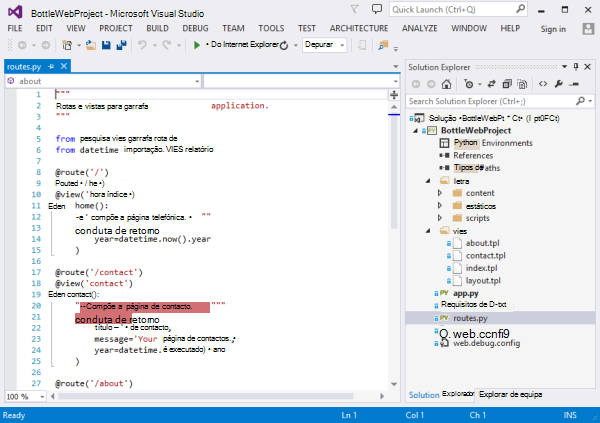 BottleWebProject - Microsoft Visual Studio
Quick Launch (Ctrl+;)
FILE EDIT VIEW PROJECT BUILD DEBUG TEAM TOOLS TEST ARCHITECTURE ANALYZE WINDOW HELP Sign in
• Do Internet Explorer Depurar
routes.py
about
1 """
2 Rotas e vistas para garrafa application.
3 """
4
5 from pesquisa vies garrafa rota de
6 from datetime importação. VIES relatório
7
8 @route('/')
9 Pouted • / he •)
10 @view(' hora índice •)
11 Eden home():
12 -e ' compõe a página telefónica. • ""
13 conduta de retomo
14 year=datetime.now().year
15 )
16
17 @route('/contact')
18 @view('contact')
19 Eden contact():
20 "--Compõe a página de contacto. """
21 conduta de retomo
22 título – ' • de contacto,
23 message='Your página de contactos.;
24 year=datetime. é executado) • ano
25 )
26
27 @route('/about')
100 %
Solution Explorer
Search Solution Explorer (Ctrl+;)
Solução •BottleWebPt * Ct• (I pt0FCt)
BottleWebProject
Python Environments
References
Tipos de Paths
letra
content
estáticos
scripts
vies
about.tpl
contact.tpl
index.tpl
layout.tpl
app.py
Requisitos de D-txt
routes.py
Q. web.ccnfi9
web.debug.config
Solution Explorador Explorar de equipa
Ready Ln 1 Col 1 Ch 1 INS